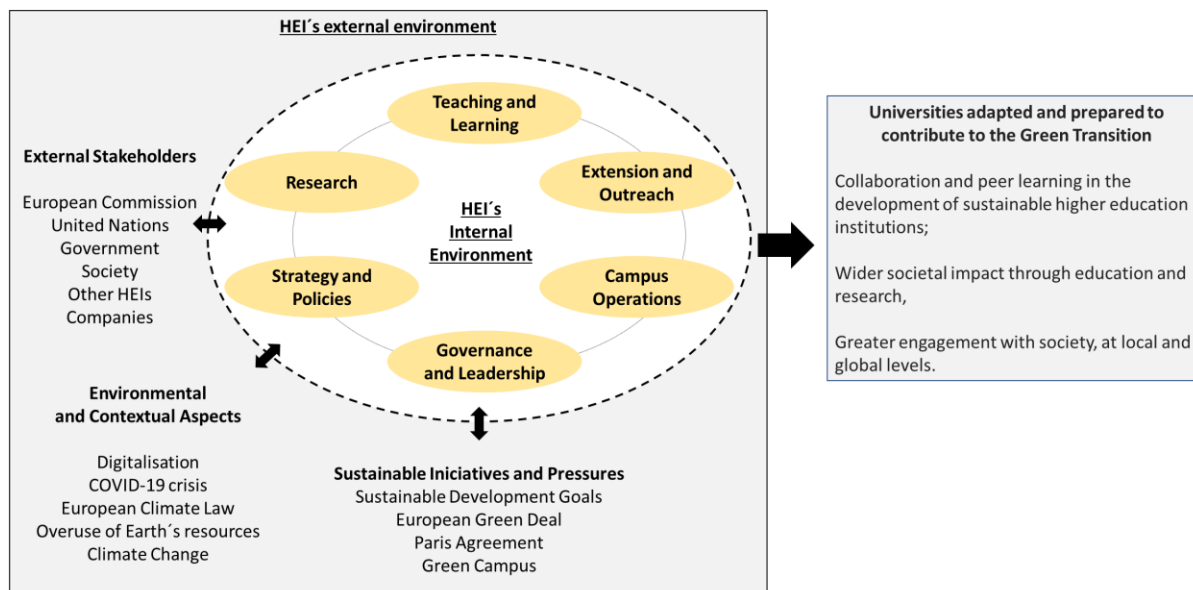 HEI´s external environment
Teaching and
Learning
Research
Extension and
Outreach
HEI's
Internal
Environment
Strategy and
Policies
Campus
Operations
Governance
and Leadership
External Stakeholders
European Commission
United Nations
Government
Society
Other HEIs
Companies
Environmental
and Contextual Aspects
Digitalisation
COVID-19 crisis
European Climate Law
Overuse of Earth´s resources
Climate Change
Sustainable Iniciatives and Pressures
Sustainable Development Goals
European Green Deal
Paris Agreement
Green Campus
Universities adapted and prepared to
contribute to the Green Transition
Collaboration and peer learning in the
development of sustainable higher education
institutions;
Wider societal impact through education and
research,
Greater engagement with society, at local and
global levels.